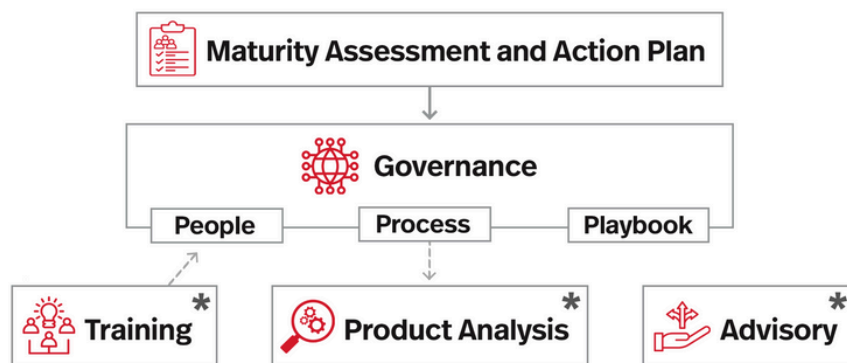 Maturity Assessment and Action Plan
Governance
People
Process
Playbook
Training *
Product Analysis *
Advisory *